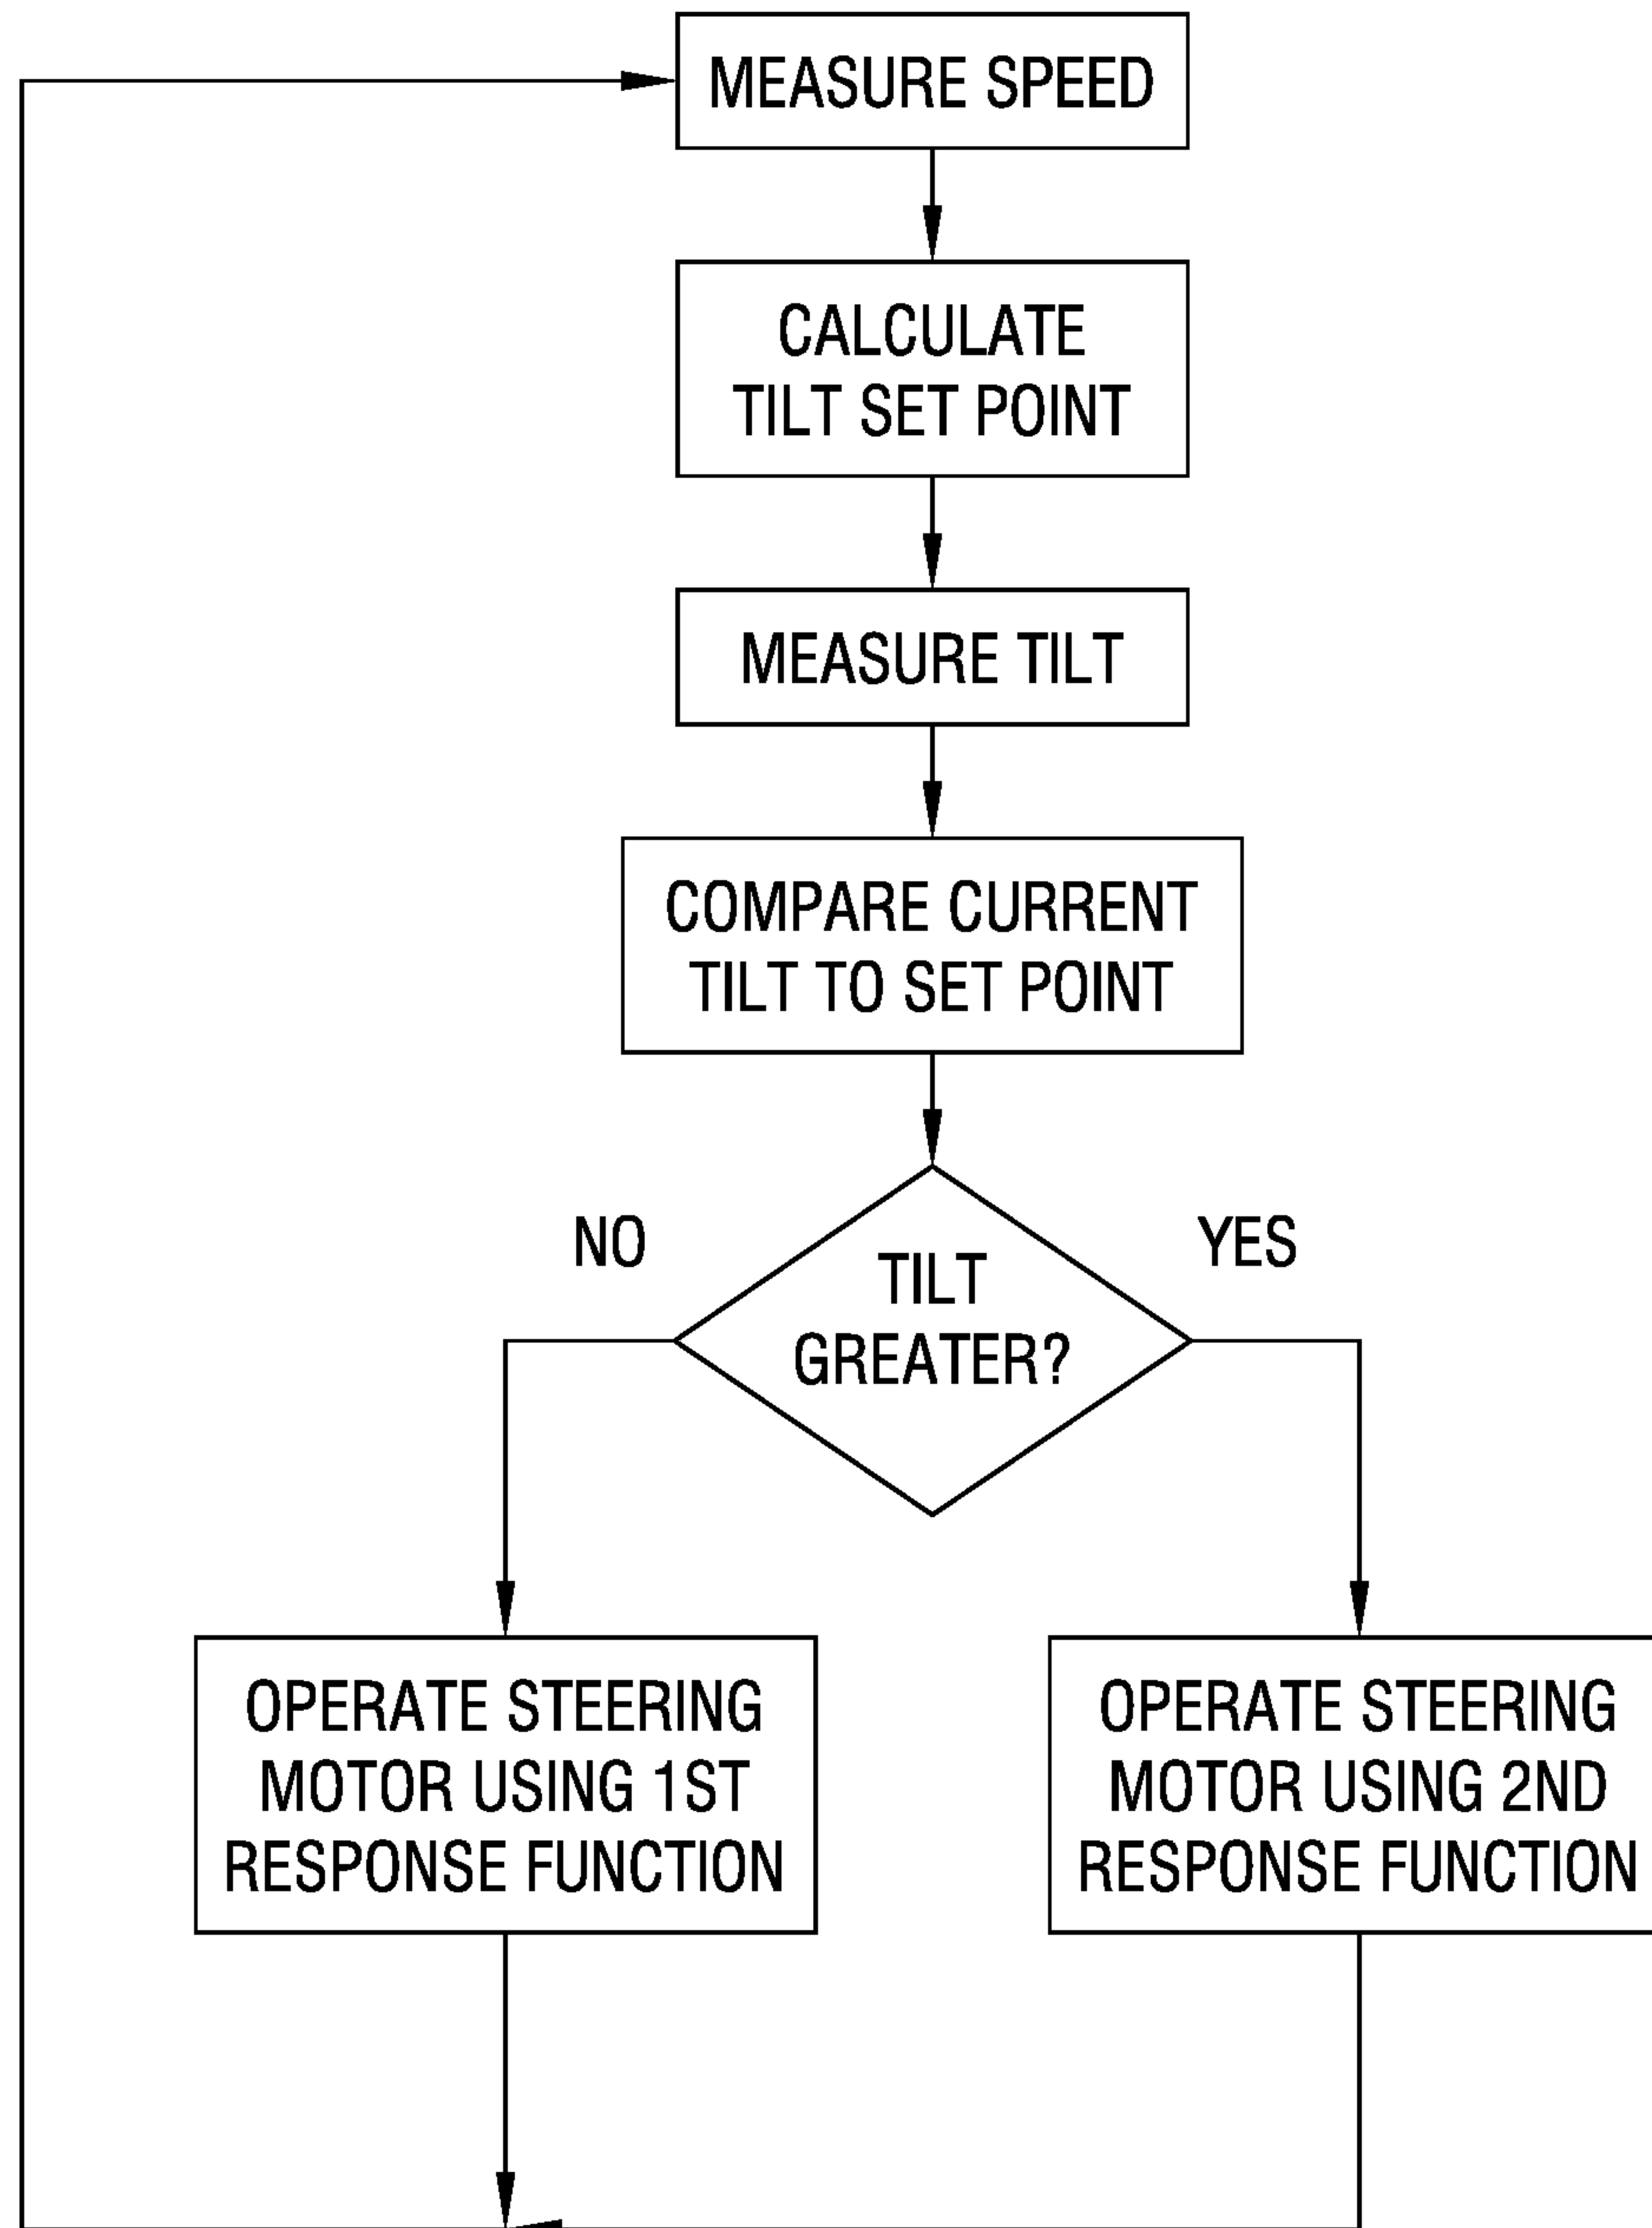 MEASURE SPEED
CALCULATE
TILT SET POINT
MEASURE TILT
COMPARE CURRENT
TILT TO SET POINT
NO
YES
TILT
GREATER?
OPERATE STEERING
MOTOR USING 1ST
RESPONSE FUNCTION
OPERATE STEERING
MOTOR USING 2ND
RESPONSE FUNCTION